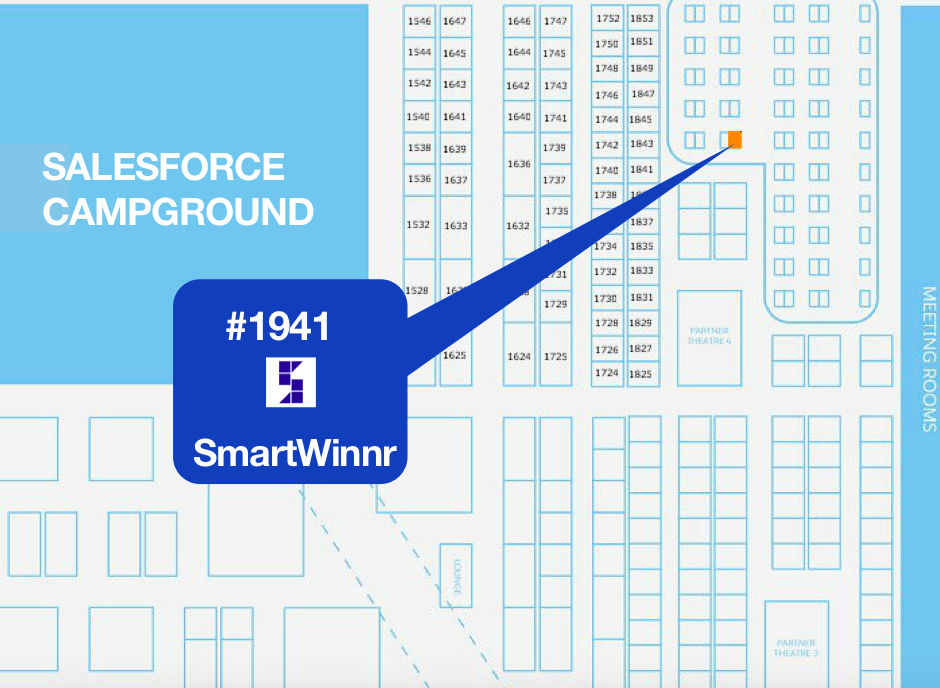 1546 1647 1646 1747 1752 1853
1544 1645 1644 1745 1750 1851
1542 1643 1642 1743 1748 1849
1746 1847
1540 1641 1640 1741 1744 1845
1538 1639 1636 1739 1742 1843
1536 1637 1737 1740 1841
1738
SALESFORCE
CAMPGROUND
1532 1633 1632 1735 1837
1734 1835
1528 1731 1732 1833
1729 1730 1831
1728 1829
1625 1624 1725 1726 1827
1724 1825
#1941
SmartWinnr
PARTNER
THEATRE 4
MEETING ROOMS
LOUNGE
PARTNER
THEATRE 3